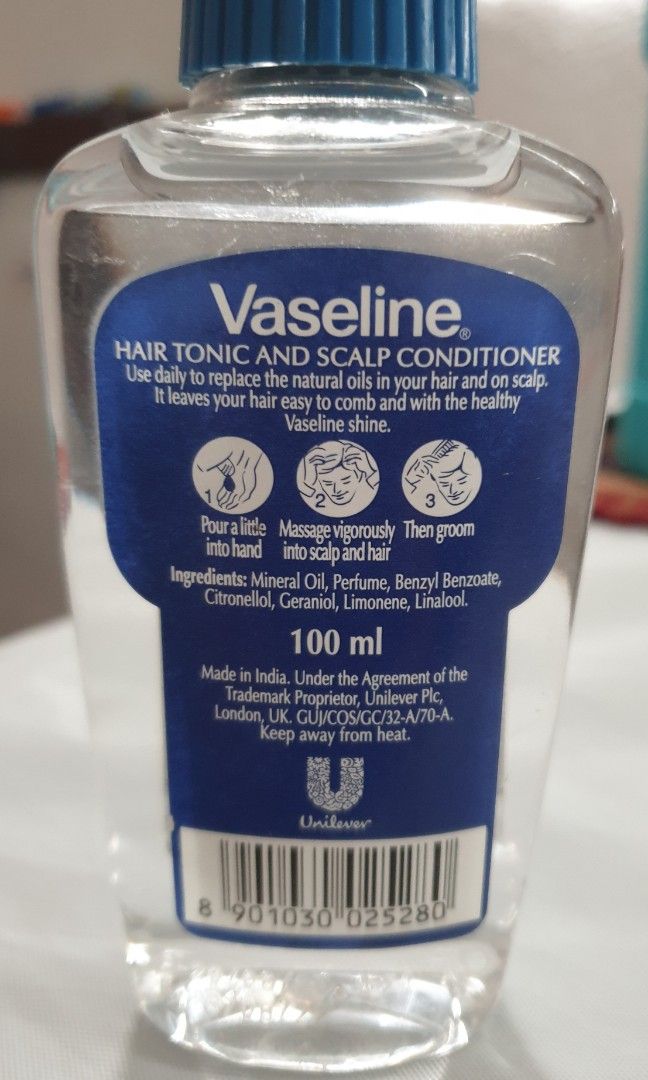 Vaseline®
HAIR TONIC AND SCALP CONDITIONER
Use daily to replace the natural oils in your hair and on scalp.
It leaves your hair easy to comb and with the healthy
Vaseline shine.
1 2 3
Pour a little Massage vigorously Then groom
into hand into scalp and hair
Ingredients: Mineral Oil, Perfume, Benzyl Benzoate,
Citronellol, Geraniol, Limonene, Linalool.
100 ml
Made in India. Under the Agreement of the
Trademark Proprietor, Unilever Plc,
London, UK. GUJ/COS/GC/32-A/70-A.
Keep away from heat.
Unilever
8 901030 025280